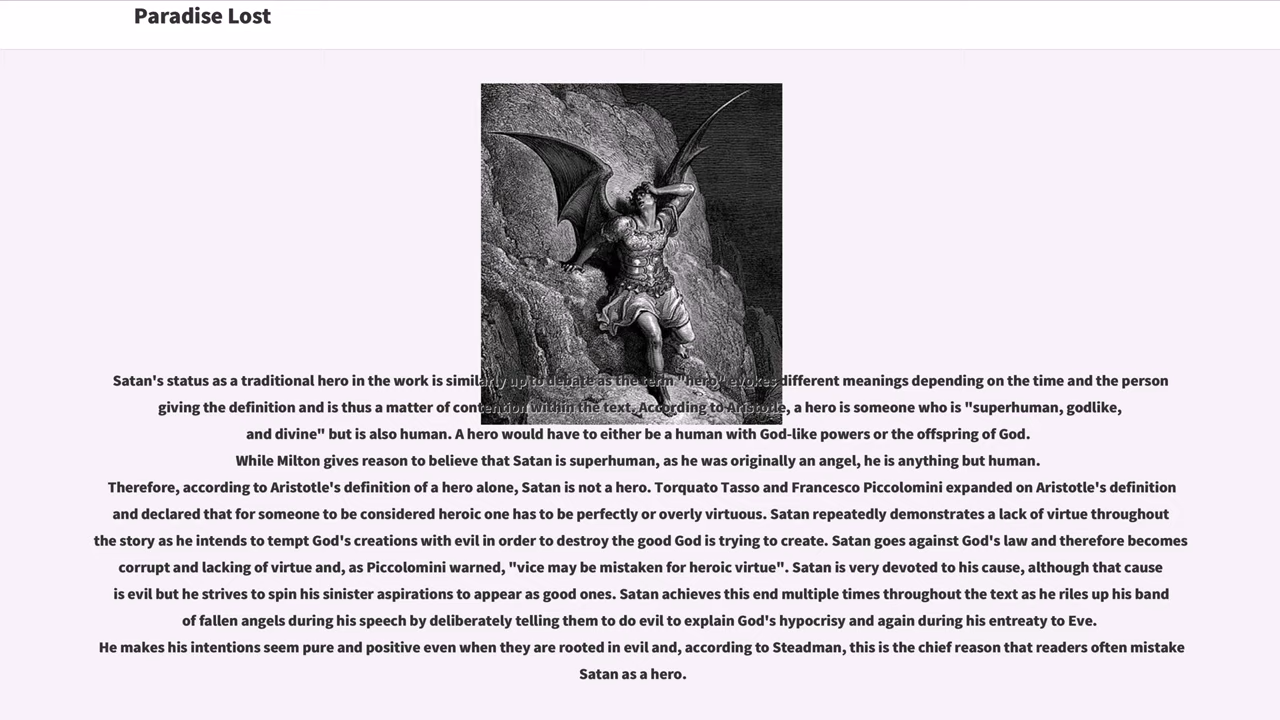 Paradise Lost
Satan's status as a traditional hero in the work is similarly up to debate as the term "hero" evokes different meanings depending on the time and the person
giving the definition and is thus a matter of contention within the text. According to Aristotle, a hero is someone who is "superhuman, godlike,
and divine" but is also human. A hero would have to either be a human with God-like powers or the offspring of God.
While Milton gives reason to believe that Satan is superhuman, as he was originally an angel, he is anything but human.
Therefore, according to Aristotle's definition of a hero alone, Satan is not a hero. Torquato Tasso and Francesco Piccolomini expanded on Aristotle's definition
and declared that for someone to be considered heroic one has to be perfectly or overly virtuous. Satan repeatedly demonstrates a lack of virtue throughout
the story as he intends to tempt God's creations with evil in order to destroy the good God is trying to create. Satan goes against God's law and therefore becomes
corrupt and lacking of virtue and, as Piccolomini warned, "vice may be mistaken for heroic virtue". Satan is very devoted to his cause, although that cause
is evil but he strives to spin his sinister aspirations to appear as good ones. Satan achieves this end multiple times throughout the text as he riles up his band
of fallen angels during his speech by deliberately telling them to do evil to explain God's hypocrisy and again during his entreaty to Eve.
He makes his intentions seem pure and positive even when they are rooted in evil and, according to Steadman, this is the chief reason that readers often mistake
Satan as a hero.